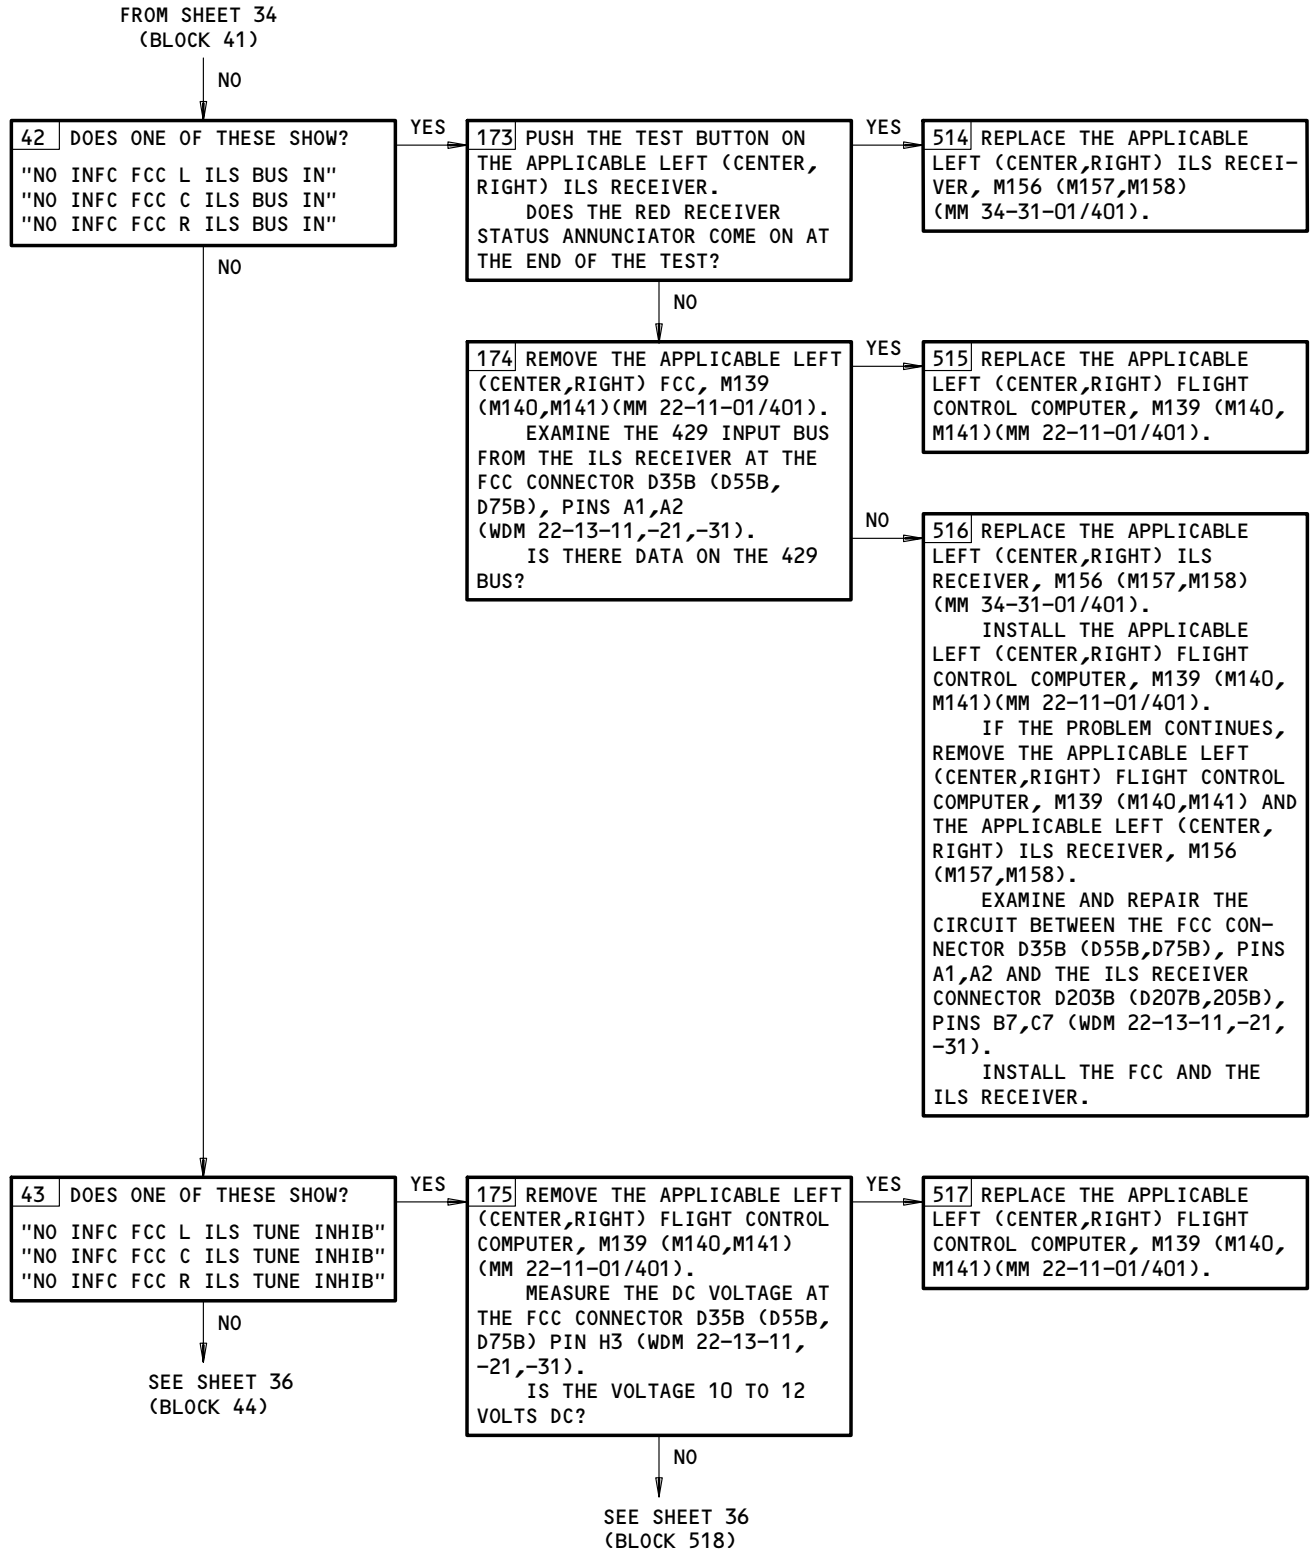 FROM SHEET 34
(BLOCK 41)
NO
42 DOES ONE OF THESE SHOW?
"NO INFC FCC L ILS BUS IN"
"NO INFC FCC C ILS BUS IN"
"NO INFC FCC R ILS BUS IN"
YES
NO
173 PUSH THE TEST BUTTON ON
THE APPLICABLE LEFT (CENTER,
RIGHT) ILS RECEIVER.
DOES THE RED RECEIVER
STATUS ANNUNCIATOR COME ON AT
THE END OF THE TEST?
YES
NO
514 REPLACE THE APPLICABLE
LEFT (CENTER,RIGHT) ILS RECEI-
VER, M156 (M157,M158)
(MM 34-31-01/401).
174 REMOVE THE APPLICABLE LEFT
(CENTER,RIGHT) FCC, M139
(M140,M141)(MM 22-11-01/401).
EXAMINE THE 429 INPUT BUS
FROM THE ILS RECEIVER AT THE
FCC CONNECTOR D35B (D55B,
D75B), PINS A1,A2
(WDM 22-13-11,-21,-31).
IS THERE DATA ON THE 429
BUS?
YES
515 REPLACE THE APPLICABLE
LEFT (CENTER,RIGHT) FLIGHT
CONTROL COMPUTER, M139 (M140,
M141)(MM 22-11-01/401).
NO
516 REPLACE THE APPLICABLE
LEFT (CENTER,RIGHT) ILS
RECEIVER, M156 (M157,M158)
(MM 34-31-01/401).
INSTALL THE APPLICABLE
LEFT (CENTER,RIGHT) FLIGHT
CONTROL COMPUTER, M139 (M140,
M141)(MM 22-11-01/401).
IF THE PROBLEM CONTINUES,
REMOVE THE APPLICABLE LEFT
(CENTER,RIGHT) FLIGHT CONTROL
COMPUTER, M139 (M140,M141) AND
THE APPLICABLE LEFT (CENTER,
RIGHT) ILS RECEIVER, M156
(M157,M158).
EXAMINE AND REPAIR THE
CIRCUIT BETWEEN THE FCC CON-
NECTOR D35B (D55B,D75B), PINS
A1,A2 AND THE ILS RECEIVER
CONNECTOR D203B (D207B,205B),
PINS B7,C7 (WDM 22-13-11,-21,
-31).
INSTALL THE FCC AND THE
ILS RECEIVER.
43 DOES ONE OF THESE SHOW?
"NO INFC FCC L ILS TUNE INHIB"
"NO INFC FCC C ILS TUNE INHIB"
"NO INFC FCC R ILS TUNE INHIB"
YES
NO
SEE SHEET 36
(BLOCK 44)
175 REMOVE THE APPLICABLE LEFT
(CENTER,RIGHT) FLIGHT CONTROL
COMPUTER, M139 (M140,M141)
(MM 22-11-01/401).
MEASURE THE DC VOLTAGE AT
THE FCC CONNECTOR D35B (D55B,
D75B) PIN H3 (WDM 22-13-11,
-21,-31).
IS THE VOLTAGE 10 TO 12
VOLTS DC?
YES
NO
517 REPLACE THE APPLICABLE
LEFT (CENTER,RIGHT) FLIGHT
CONTROL COMPUTER, M139 (M140,
M141)(MM 22-11-01/401).
SEE SHEET 36
(BLOCK 518)